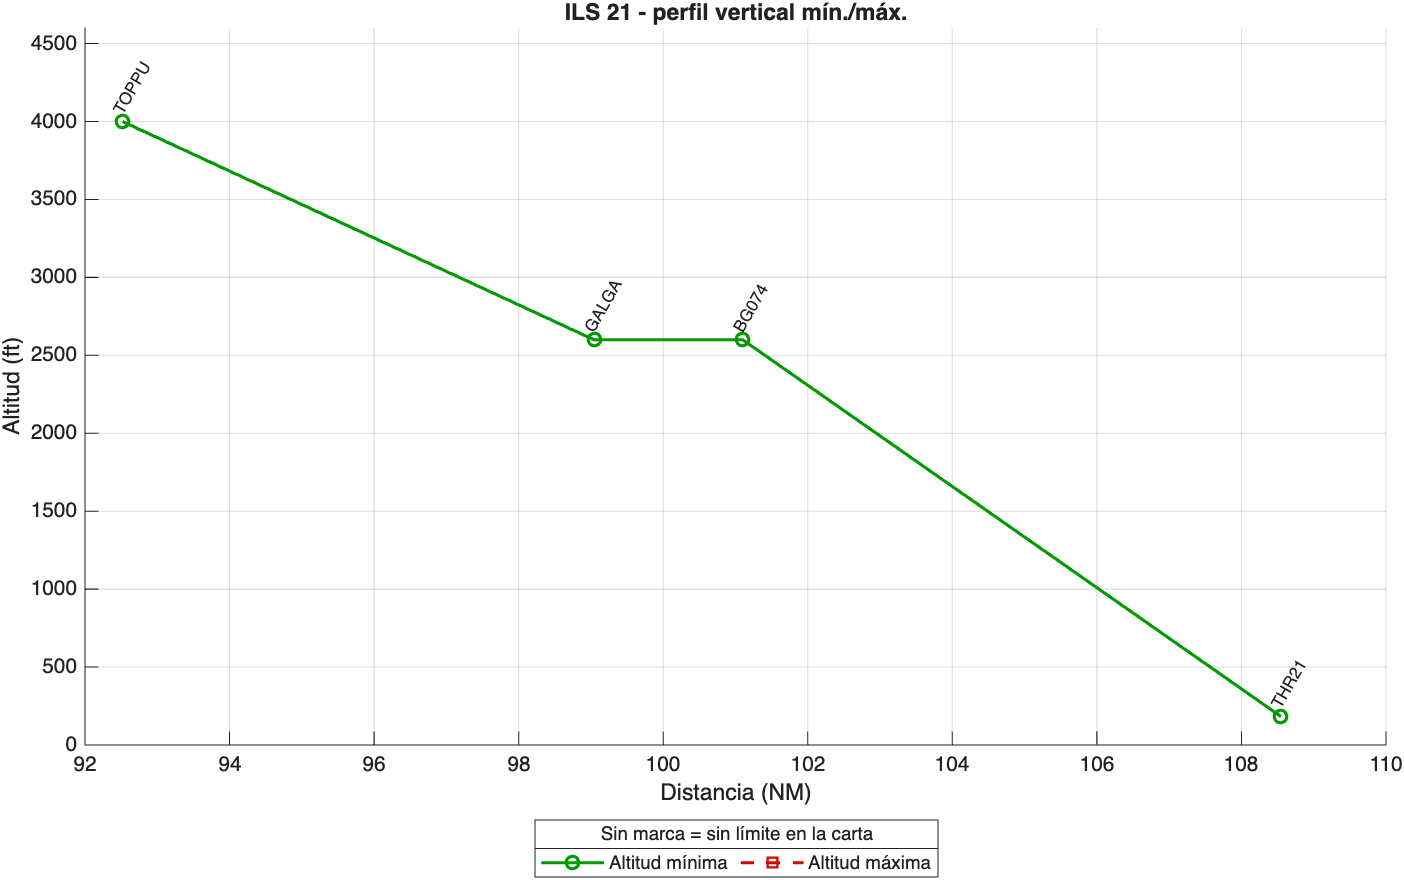 ILS 21 - perfil vertical mín./máx.
Altitud (ft)
4500
4000
3500
3000
2500
2000
1500
1000
500
0
TOPPU
GALGA
BG074
THR21
92
94
96
98
100
102
104
106
108
110
Distancia (NM)
Sin marca = sin límite en la carta
Altitud mínima
Altitud máxima